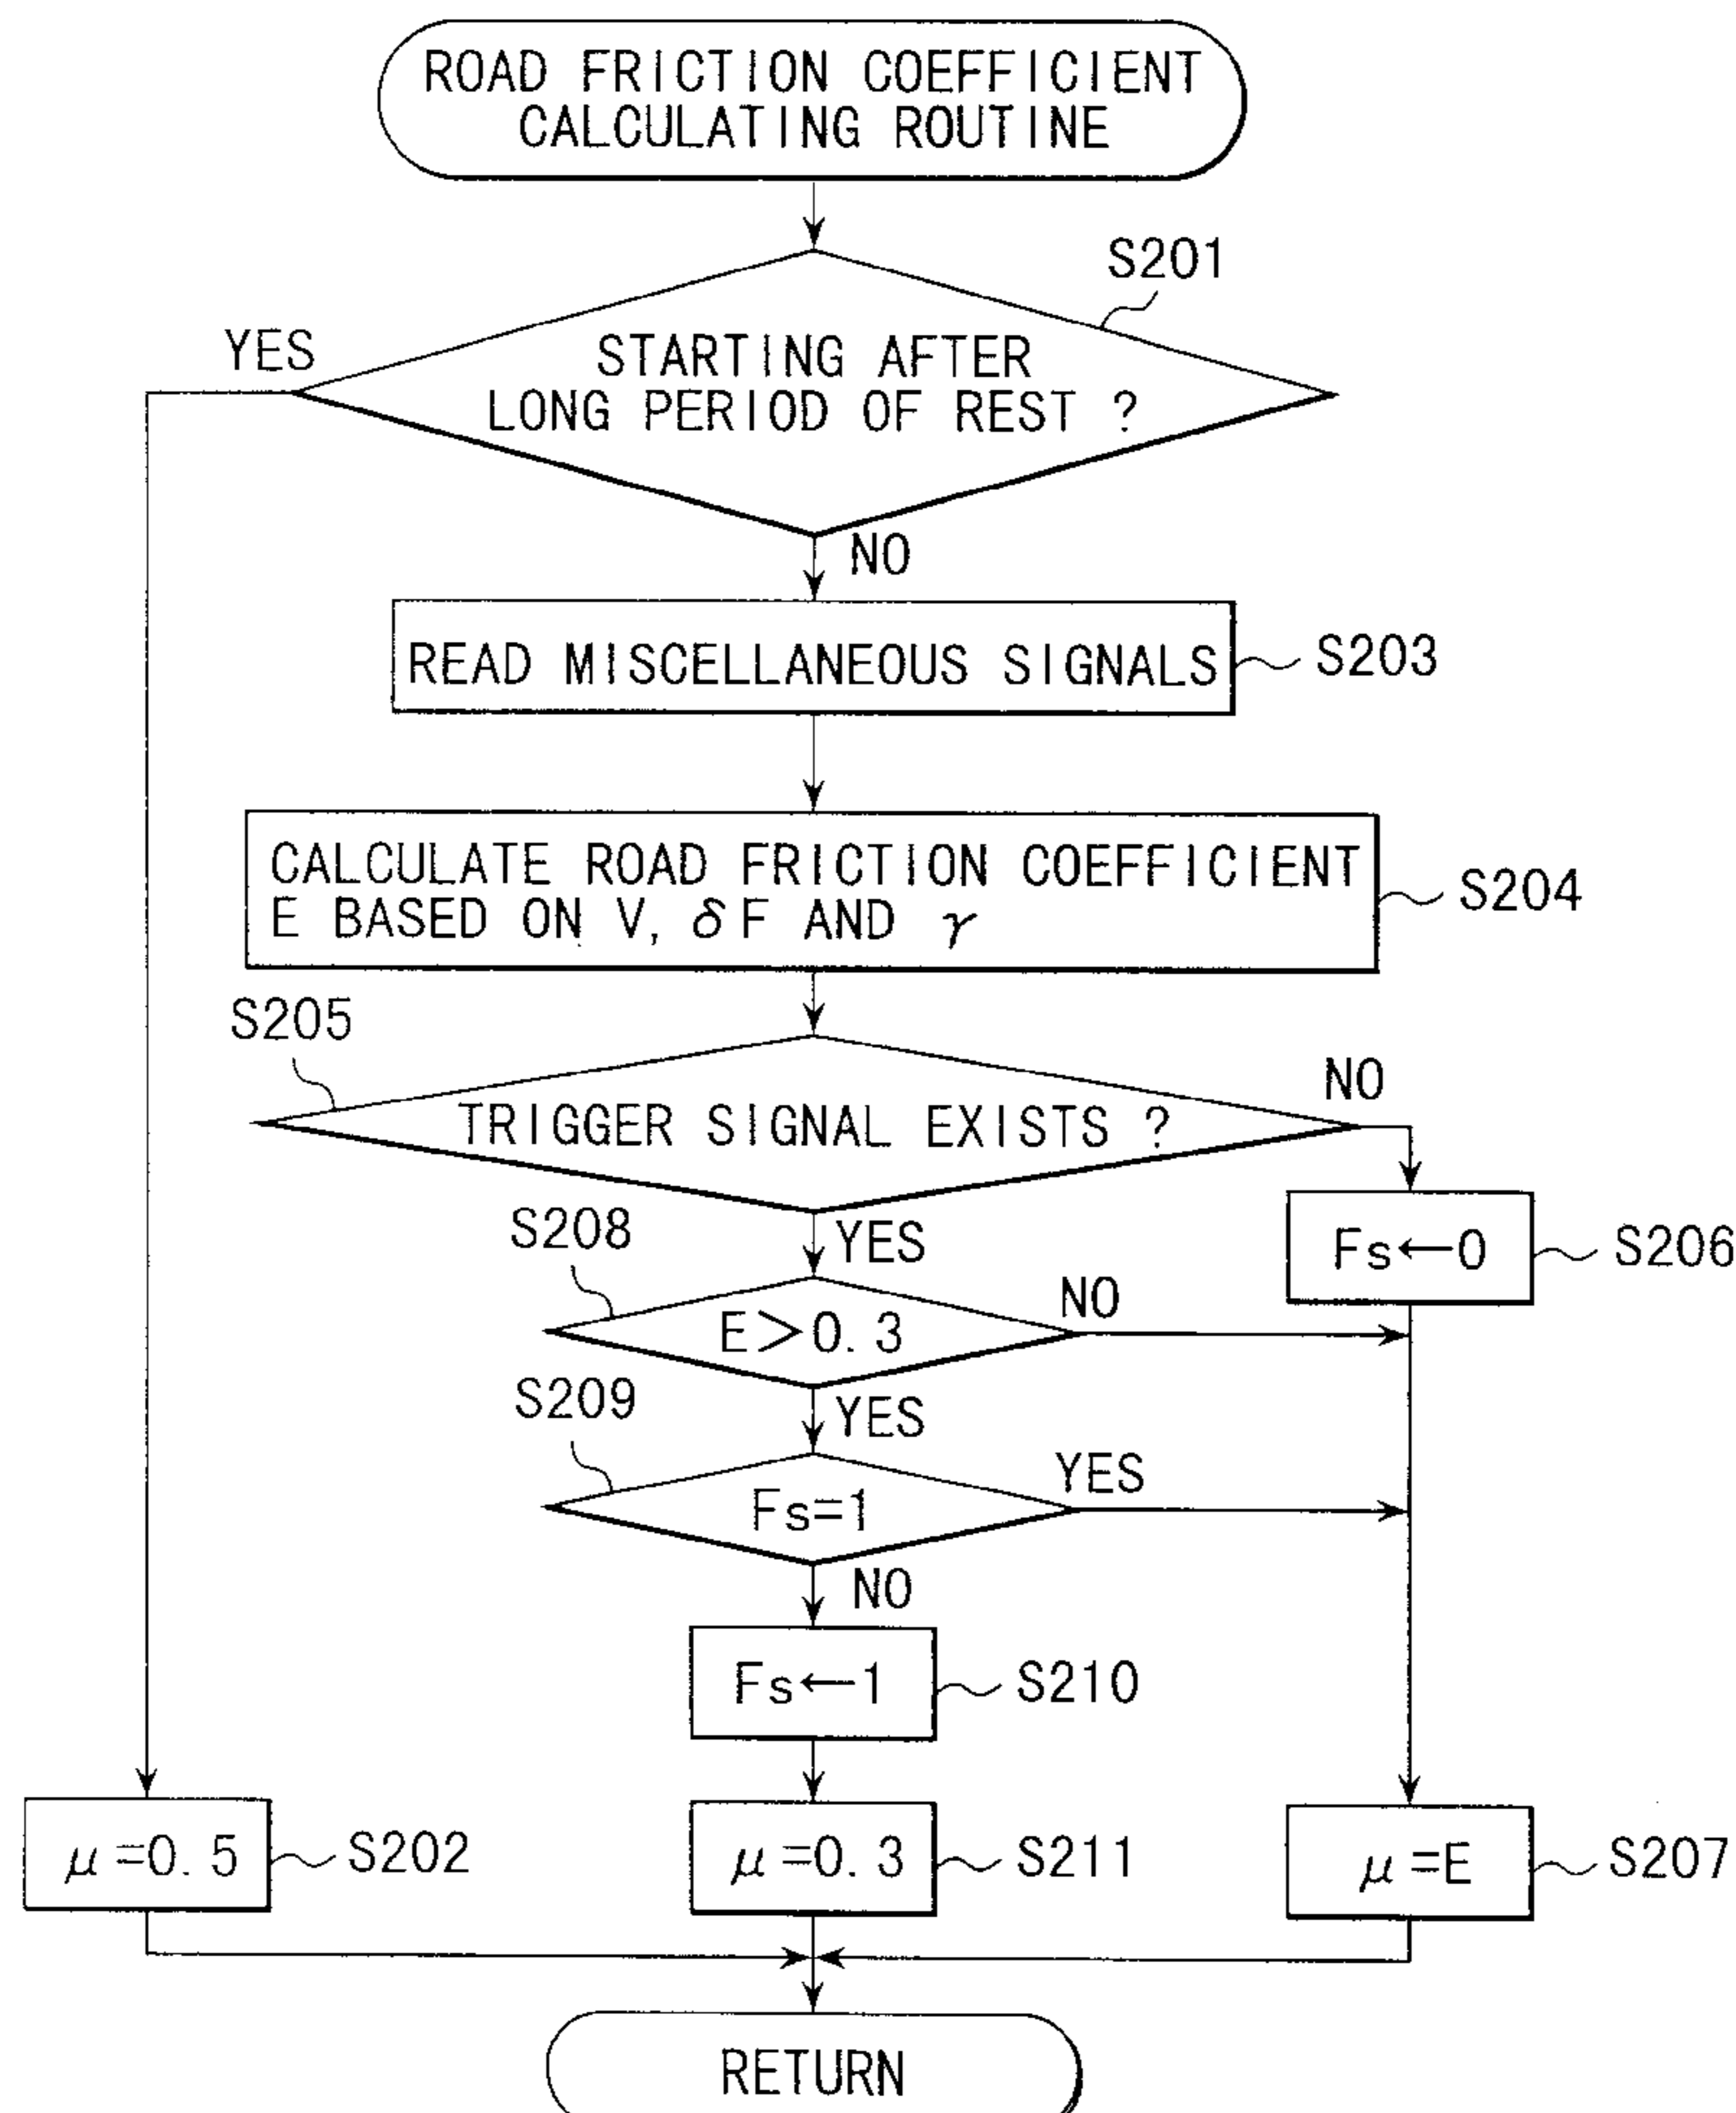 ROAD FRICTION COEFFICIENT
CALCULATING ROUTINE
S201
YES
STARTING AFTER
LONG PERIOD OF REST ?
NO
READ MISCELLANEOUS SIGNALS
S203
CALCULATE ROAD FRICTION COEFFICIENT
E BASED ON V, δF AND γ
S204
S205
NO
TRIGGER SIGNAL EXISTS ?
S208
YES
Fs←0
S206
E>0.3
NO
S209
YES
Fs=1
YES
NO
Fs←1
S210
μ=0.5
S202
μ=0.3
S211
μ=E
S207
RETURN